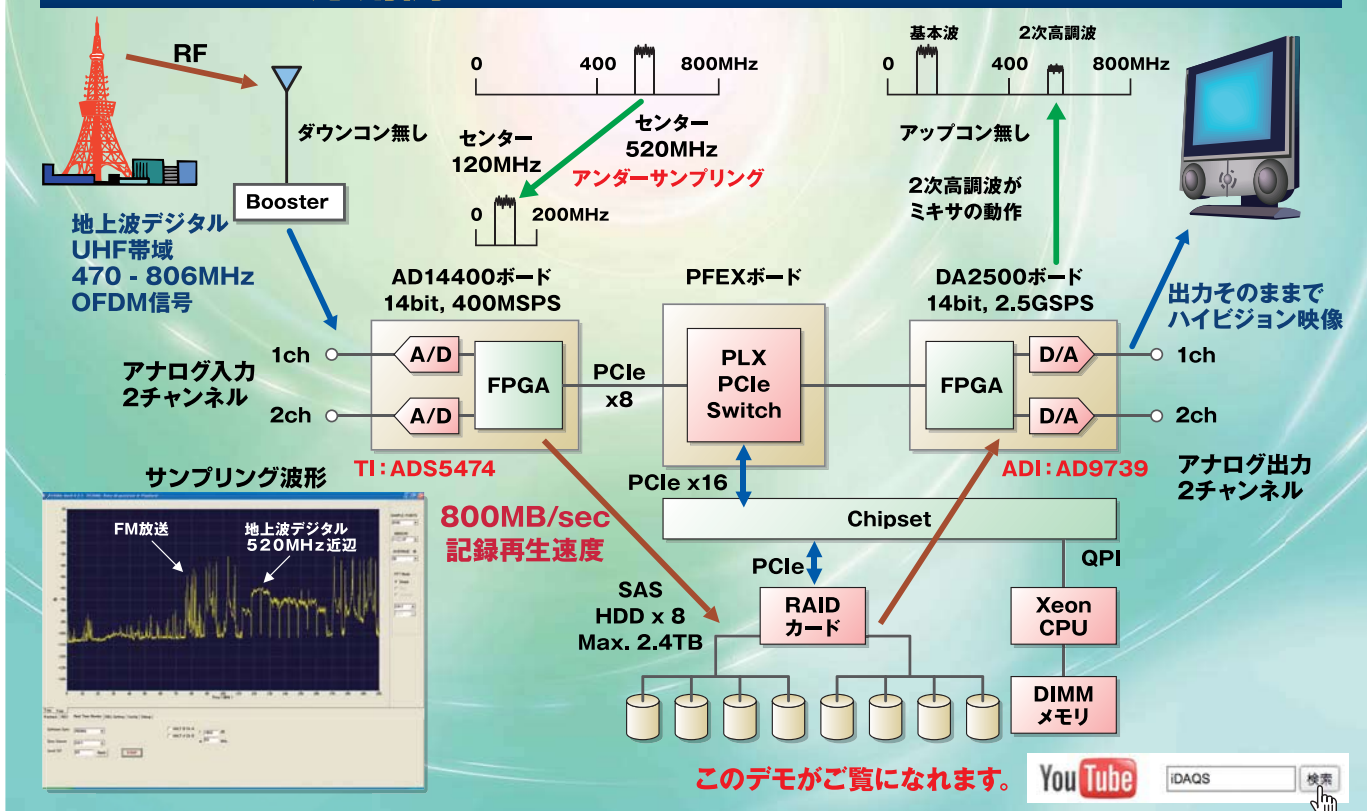 RF
ダウンコン無し
Booster
地上波デジタル
UHF帯域
470 - 806MHz
OFDM信号
0 400 800MHz
センター
120MHz
センター
520MHz
アンダーサンプリング
0 200MHz
基本波 2次高調波
0 400 800MHz
アップコン無し
2次高調波が
ミキサの動作
出力そのままで
ハイビジョン映像
AD14400ボード
14bit, 400MSPS
PFEXボード
DA2500ボード
14bit, 2.5GSPS
アナログ入力
2チャンネル
1ch
2ch
A/D
A/D
FPGA
PCIe
x8
PLX
PCIe
Switch
FPGA
D/A
D/A
1ch
2ch
TI：ADS5474
ADI：AD9739
アナログ出力
2チャンネル
サンプリング波形
FM放送
地上波デジタル
520MHz近辺
800MB/sec
記録再生速度
PCIe x16
Chipset
PCIe
QPI
SAS
HDD x 8
Max. 2.4TB
RAID
カード
Xeon
CPU
DIMM
メモリ
このデモがご覧になれます。
YouTube
iDAQS
検索